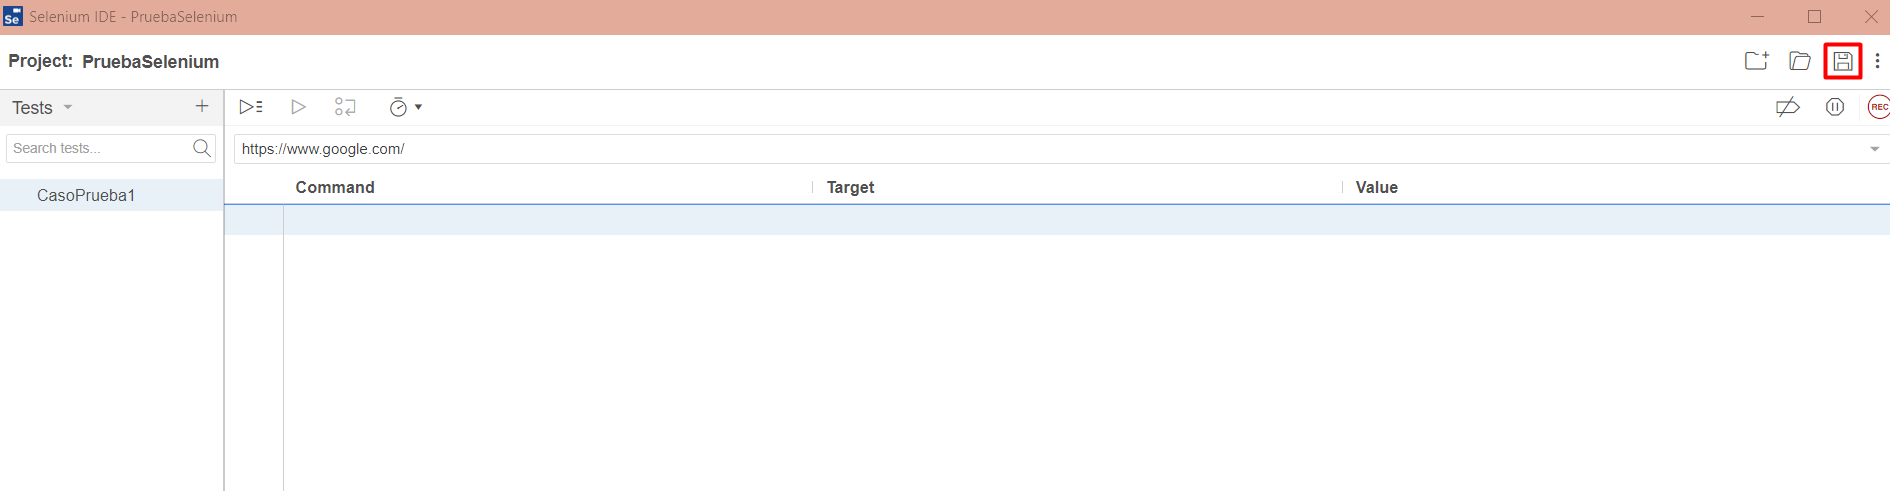 Se Selenium IDE - PruebaSelenium
Project: PruebaSelenium
Tests
REC
Search tests...
https://www.google.com/
Command Target Value
CasoPrueba1